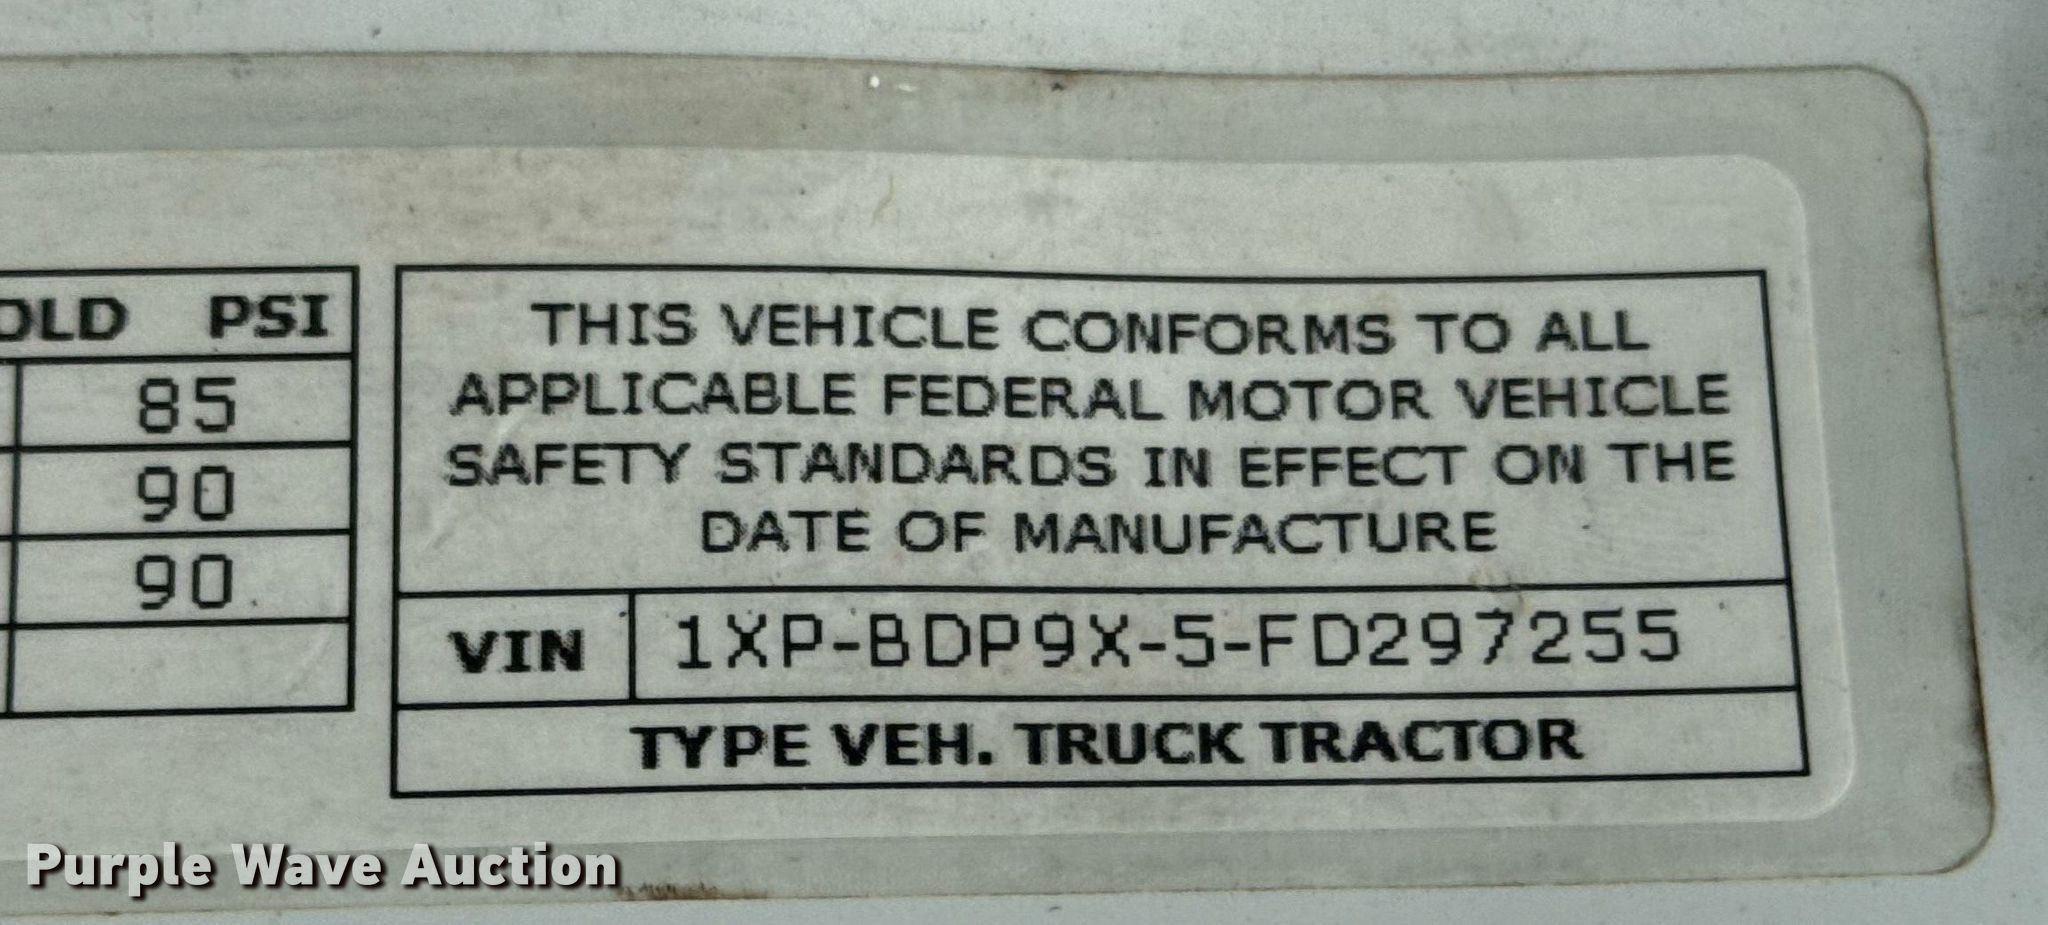 OLD PSI
85
90
90
THIS VEHICLE CONFORMS TO ALL
APPLICABLE FEDERAL MOTOR VEHICLE
SAFETY STANDARDS IN EFFECT ON THE
DATE OF MANUFACTURE
VIN 1XP-BDP9X-5-FD297255
TYPE VEH. TRUCK TRACTOR
Purple Wave Auction